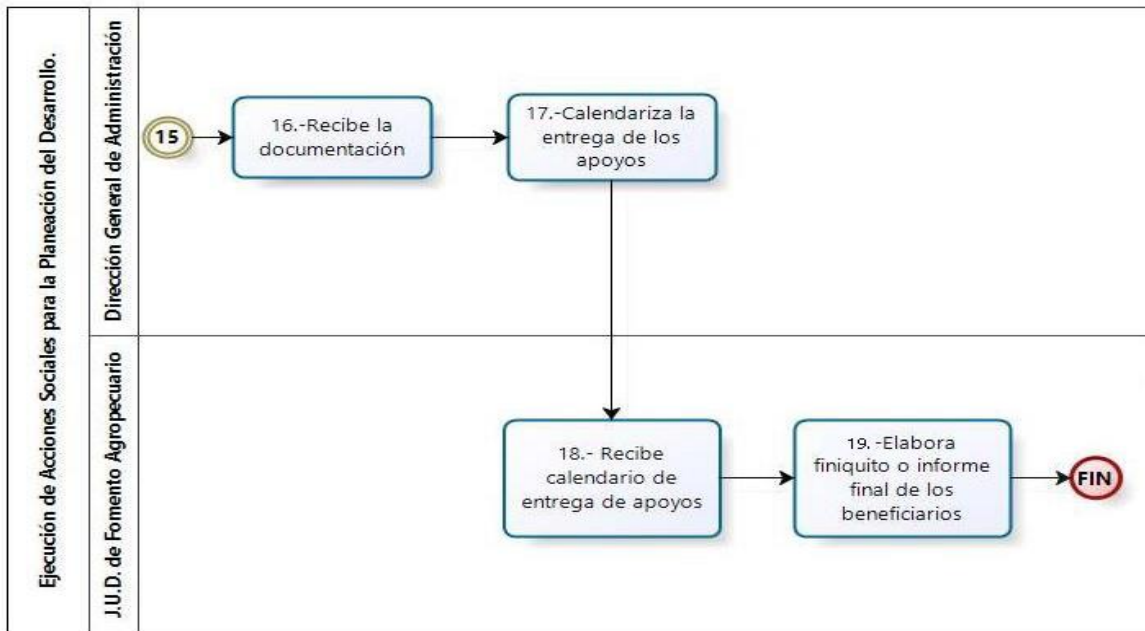 Ejecución de Acciones Sociales para la Planeación del Desarrollo.
Dirección General de Administración
15
16.-Recibe la
documentación
17.-Calendariza la
entrega de los
apoyos
J.U.D. de Fomento Agropecuario
18.- Recibe
calendario de
entrega de apoyos
19. -Elabora
finiquito o informe
final de los
beneficiarios
FIN